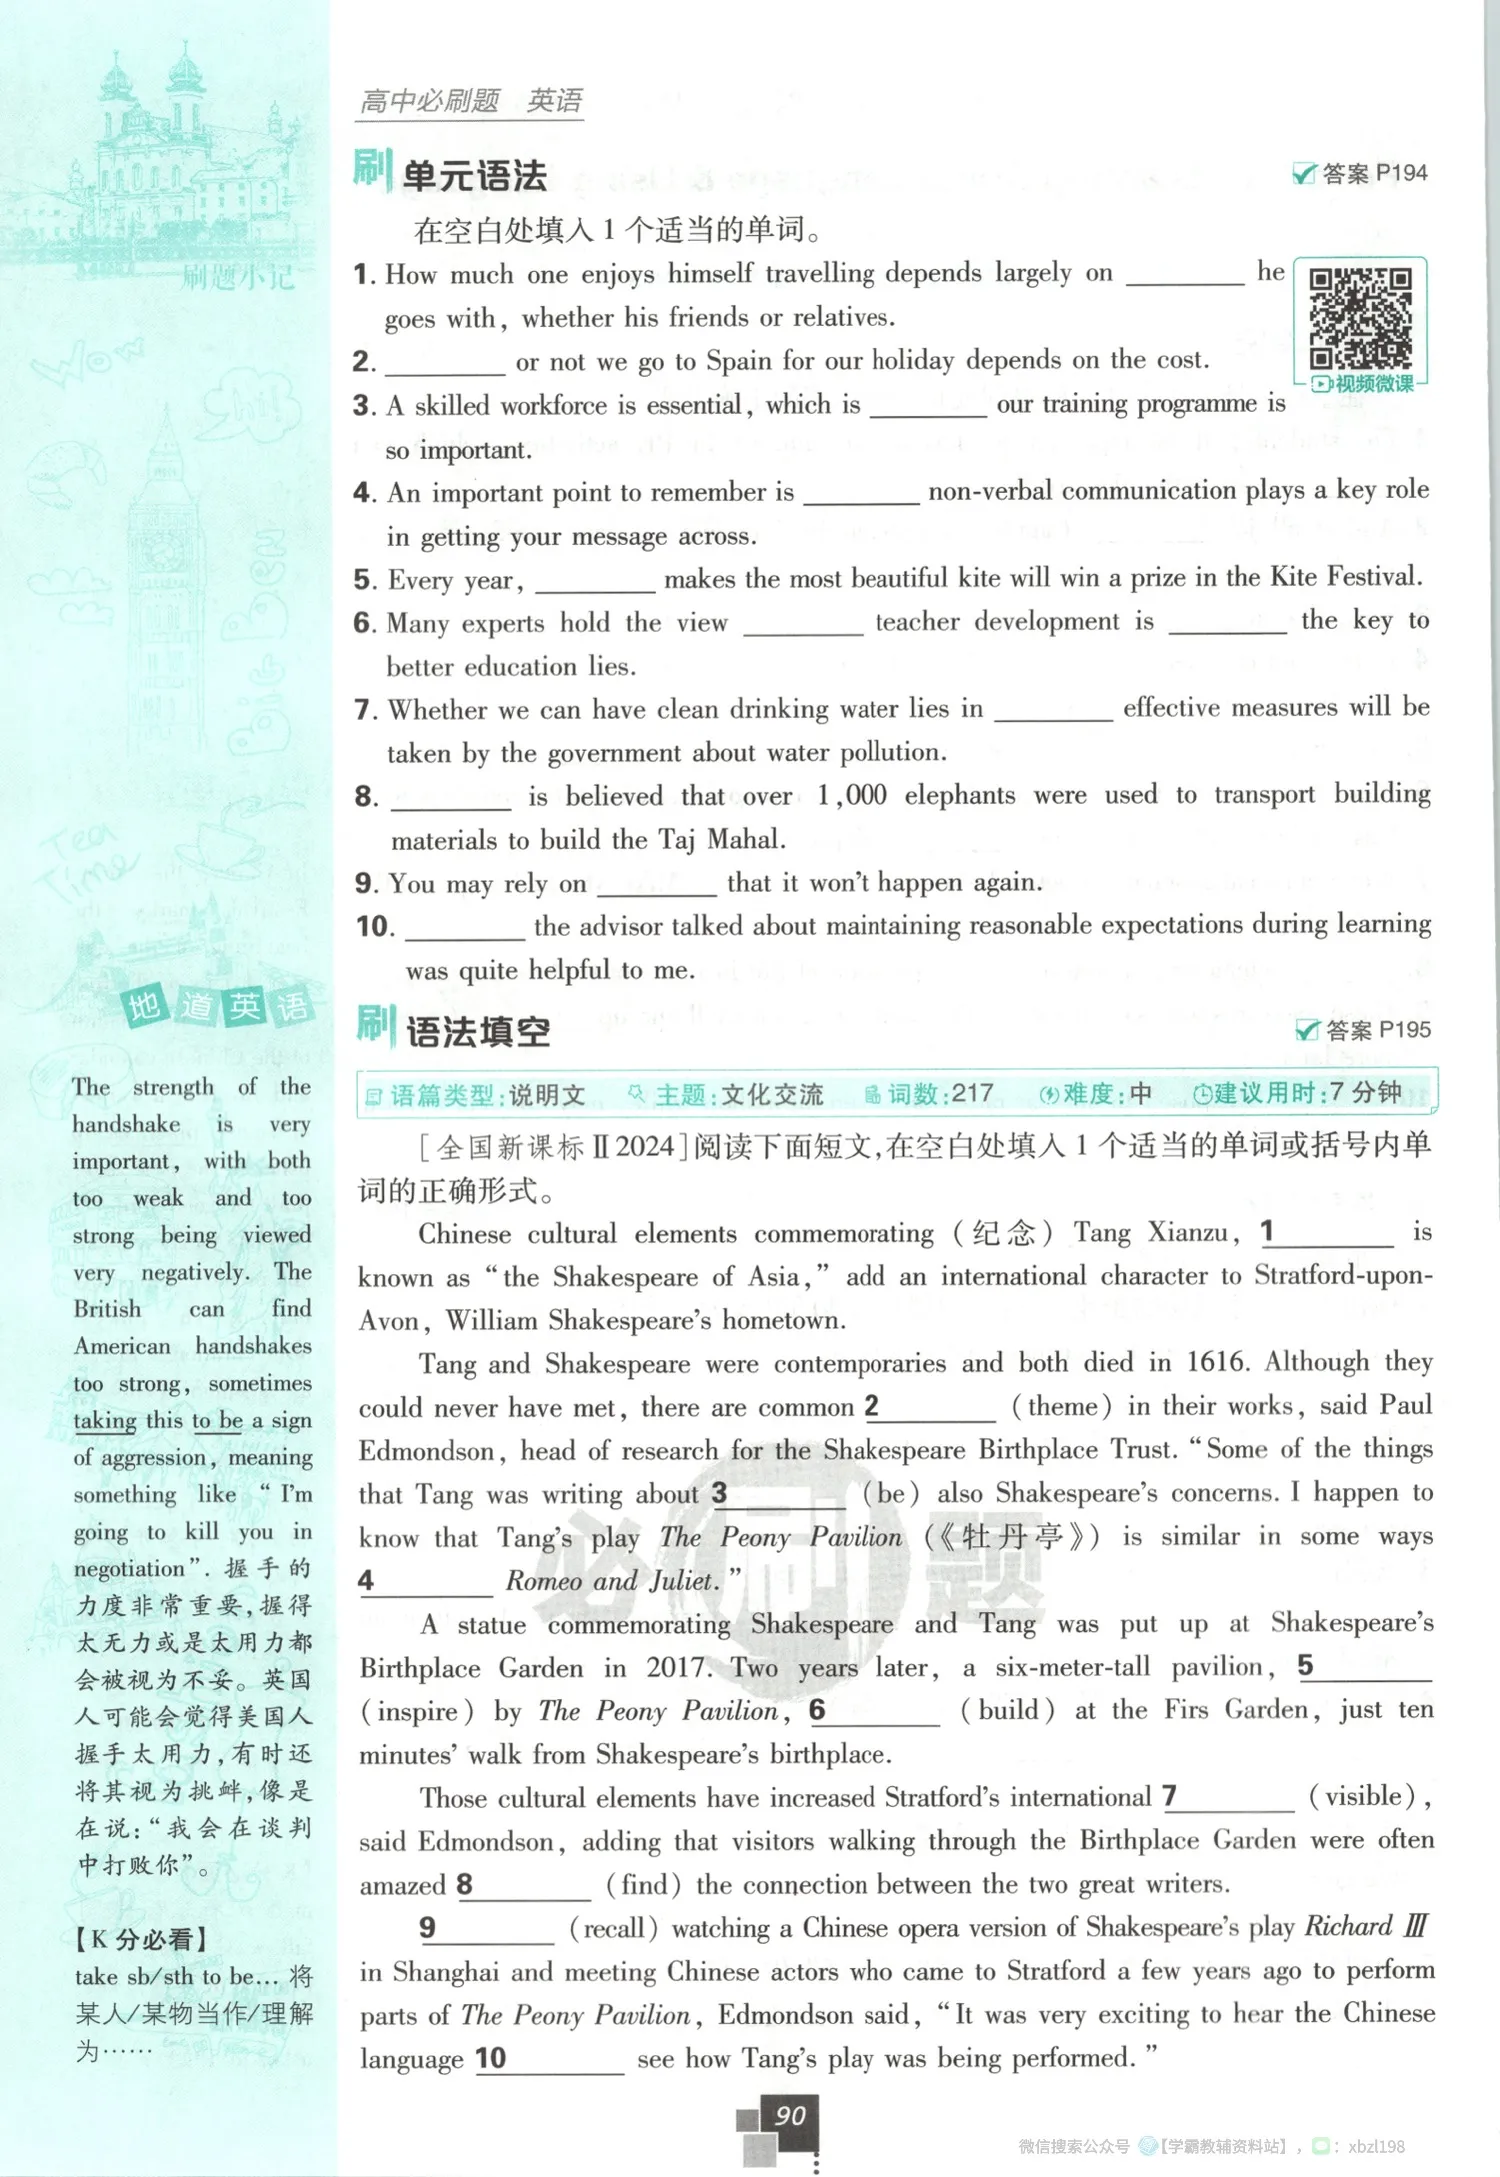 高中必刷题 英语
刷 单元语法
答案 P194
在空白处填入 1 个适当的单词。
1. How much one enjoys himself travelling depends largely on ________ he
goes with, whether his friends or relatives.
2. ________ or not we go to Spain for our holiday depends on the cost.
视频微课
3. A skilled workforce is essential, which is ________ our training programme is
so important.
4. An important point to remember is ________ non-verbal communication plays a key role
in getting your message across.
5. Every year, ________ makes the most beautiful kite will win a prize in the Kite Festival.
6. Many experts hold the view ________ teacher development is ________ the key to
better education lies.
7. Whether we can have clean drinking water lies in ________ effective measures will be
taken by the government about water pollution.
8. ________ is believed that over 1,000 elephants were used to transport building
materials to build the Taj Mahal.
9. You may rely on ________ that it won't happen again.
10. ________ the advisor talked about maintaining reasonable expectations during learning
was quite helpful to me.
刷 语法填空
答案 P195
语篇类型:说明文 主题:文化交流 词数:217 难度:中 建议用时:7 分钟
[全国新课标Ⅱ2024]阅读下面短文,在空白处填入 1 个适当的单词或括号内单
词的正确形式。
Chinese cultural elements commemorating (纪念) Tang Xianzu, 1________ is
known as “the Shakespeare of Asia,” add an international character to Stratford-upon-
Avon, William Shakespeare's hometown.
Tang and Shakespeare were contemporaries and both died in 1616. Although they
could never have met, there are common 2________ (theme) in their works, said Paul
Edmondson, head of research for the Shakespeare Birthplace Trust. “Some of the things
that Tang was writing about 3________ (be) also Shakespeare's concerns. I happen to
know that Tang's play The Peony Pavilion (《牡丹亭》) is similar in some ways
4________ Romeo and Juliet.”
A statue commemorating Shakespeare and Tang was put up at Shakespeare's
Birthplace Garden in 2017. Two years later, a six-meter-tall pavilion, 5________
(inspire) by The Peony Pavilion, 6________ (build) at the Firs Garden, just ten
minutes' walk from Shakespeare's birthplace.
Those cultural elements have increased Stratford's international 7________ (visible),
said Edmondson, adding that visitors walking through the Birthplace Garden were often
amazed 8________ (find) the connection between the two great writers.
9________ (recall) watching a Chinese opera version of Shakespeare's play Richard Ⅲ
in Shanghai and meeting Chinese actors who came to Stratford a few years ago to perform
parts of The Peony Pavilion, Edmondson said, “It was very exciting to hear the Chinese
language 10________ see how Tang's play was being performed.”
必刷题
刷题小记
Wow
Big Ben
Tea
Time
地道英语
The strength of the
handshake is very
important, with both
too weak and too
strong being viewed
very negatively. The
British can find
American handshakes
too strong, sometimes
taking this to be a sign
of aggression, meaning
something like “I'm
going to kill you in
negotiation”. 握手的
力度非常重要,握得
太无力或是太用力都
会被视为不妥。英国
人可能会觉得美国人
握手太用力,有时还
将其视为挑衅,像是
在说:“我会在谈判
中打败你”。
【K 分必看】
take sb/sth to be... 将
某人/某物当作/理解
为……
90
微信搜索公众号【学霸教辅资料站】, : xbzl198